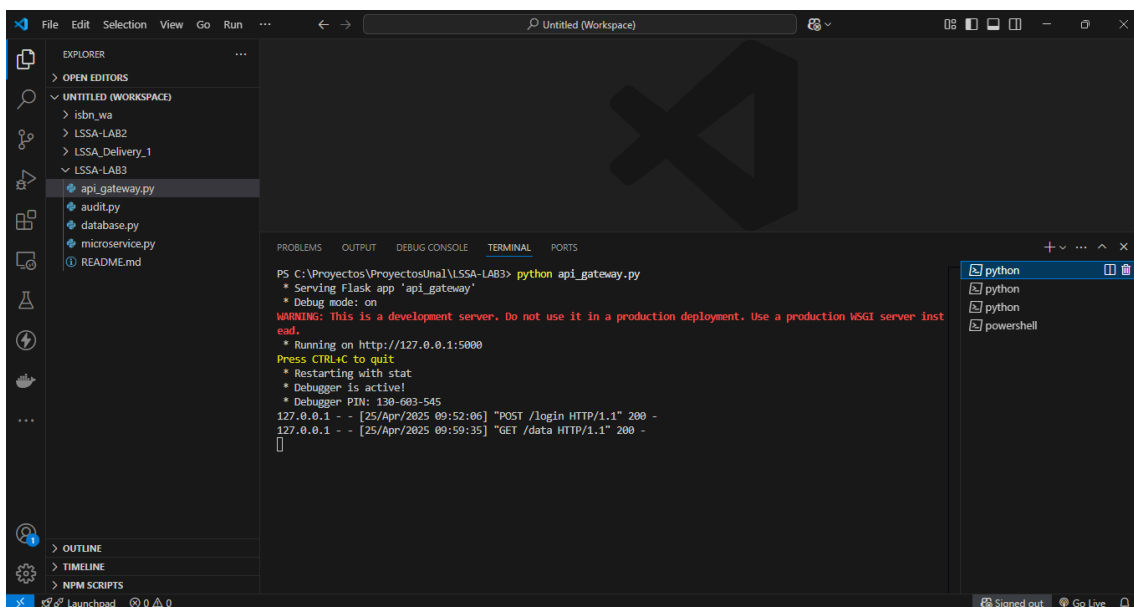 File Edit Selection View Go Run ···
Untitled (Workspace)
EXPLORER
OPEN EDITORS
UNTITLED (WORKSPACE)
isbn_wa
LSSA-LAB2
LSSA_Delivery_1
LSSA-LAB3
api_gateway.py
audit.py
database.py
microservice.py
README.md
OUTLINE
TIMELINE
NPM SCRIPTS
PROBLEMS OUTPUT DEBUG CONSOLE TERMINAL PORTS
PS C:\Proyectos\ProyectosUnal\LSSA-LAB3> python api_gateway.py
* Serving Flask app 'api_gateway'
* Debug mode: on
WARNING: This is a development server. Do not use it in a production deployment. Use a production WSGI server inst
ead.
* Running on http://127.0.0.1:5000
Press CTRL+C to quit
* Restarting with stat
* Debugger is active!
* Debugger PIN: 130-603-545
127.0.0.1 - - [25/Apr/2025 09:52:06] "POST /login HTTP/1.1" 200 -
127.0.0.1 - - [25/Apr/2025 09:59:35] "GET /data HTTP/1.1" 200 -
python
python
python
powershell
1
Launchpad 0 0
Signed out Go Live